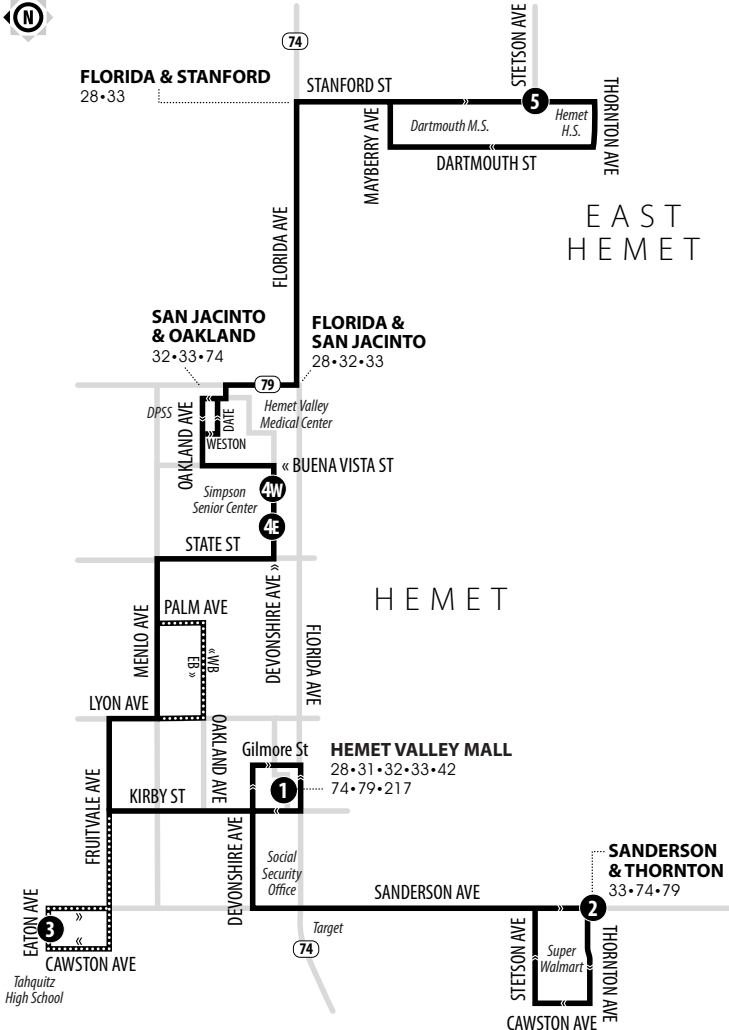 N
74
FLORIDA & STANFORD
28•33
STANFORD ST
STETSON AVE
5
THORNTON AVE
MAYBERRY AVE
Dartmouth M.S.
Hemet
H.S.
DARTMOUTH ST
EAST
HEMET
FLORIDA AVE
SAN JACINTO
& OAKLAND
32•33•74
FLORIDA &
SAN JACINTO
28•32•33
79
DPSS
OAKLAND AVE
DATE
WESTON
Hemet Valley
Medical Center
« BUENA VISTA ST
4W
Simpson
Senior Center
4E
STATE ST
DEVONSHIRE AVE »
HEMET
MENLO AVE
PALM AVE
« WB
EB »
FLORIDA AVE
LYON AVE
OAKLAND AVE
Gilmore St
HEMET VALLEY MALL
28•31•32•33•42
74•79•217
1
FRUITVALE AVE
KIRBY ST
DEVONSHIRE AVE
Social
Security
Office
SANDERSON AVE
SANDERSON
& THORNTON
33•74•79
2
EATON AVE
3
CAWSTON AVE
Tahquitz
High School
Target
74
STETSON AVE
Super
Walmart
THORNTON AVE
CAWSTON AVE